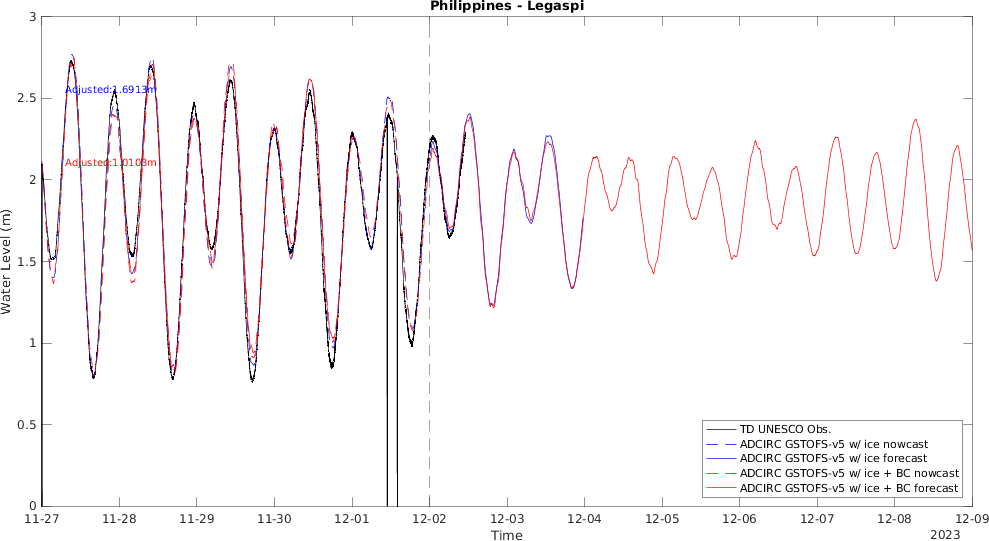 Philippines - Legaspi
3
2.5
2
1.5
1
0.5
0
Water Level (m)
Adjusted:1.6913m
Adjusted:1.0103m
TD UNESCO Obs.
ADCIRC GSTOFS-v5 w/ ice nowcast
ADCIRC GSTOFS-v5 w/ ice forecast
ADCIRC GSTOFS-v5 w/ ice + BC nowcast
ADCIRC GSTOFS-v5 w/ ice + BC forecast
11-27 11-28 11-29 11-30 12-01 12-02 12-03 12-04 12-05 12-06 12-07 12-08 12-09
Time
2023